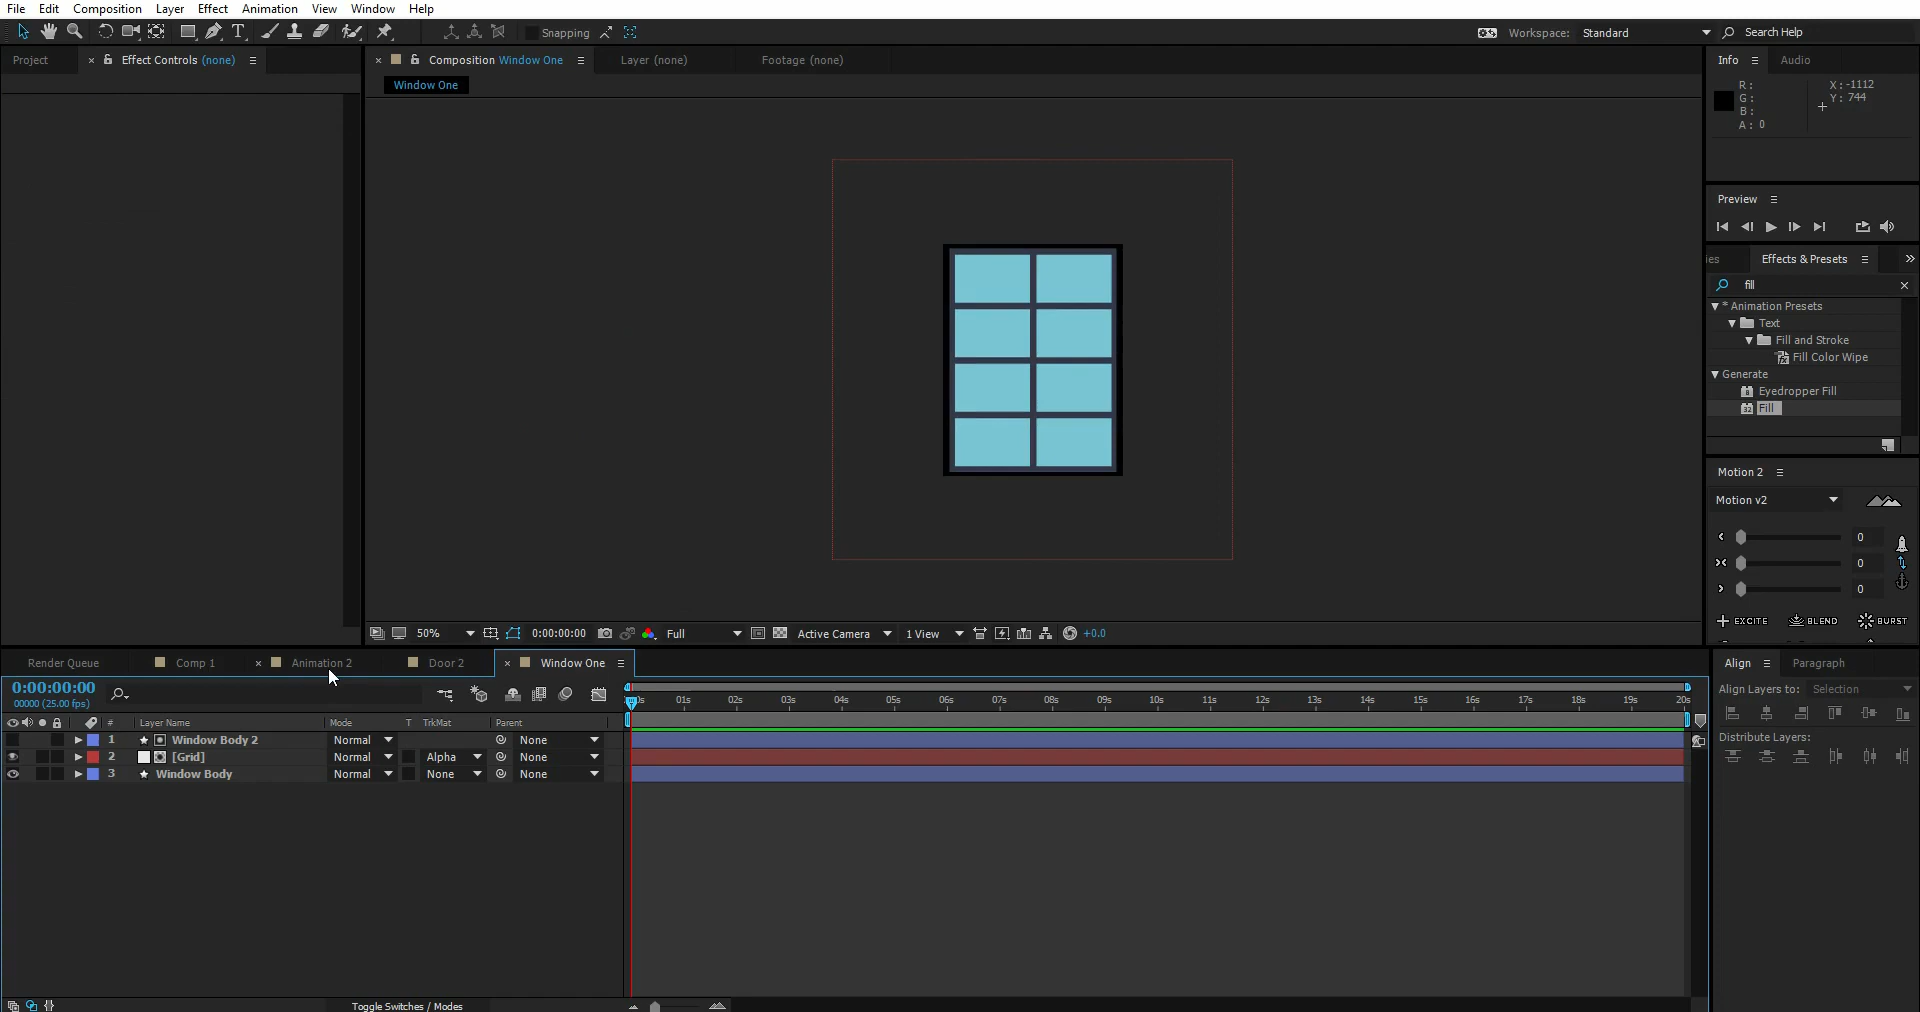 File Edit Composition Layer Effect Animation View Window Help
Snapping
Workspace: Standard
Search Help
Project
Effect Controls (none)
Composition Window One
Layer (none)
Footage (none)
Window One
Info
Audio
R:
G:
B:
A: 0
X: -1112
Y: 744
Preview
Effects & Presets
fill
* Animation Presets
Text
Fill and Stroke
Fill Color Wipe
Generate
Eyedropper Fill
Fill
Motion 2
Motion v2
0
0
0
EXCITE
BLEND
BURST
50%
0:00:00:00
Full
Active Camera
1 View
+0.0
Render Queue
Comp 1
Animation 2
Door 2
Window One
0:00:00:00
00000 (25.00 fps)
01s 02s 03s 04s 05s 06s 07s 08s 09s 10s 11s 12s 13s 14s 15s 16s 17s 18s 19s 20s
# Layer Name Mode T TrkMat Parent
1 Window Body 2 Normal None
2 [Grid] Normal Alpha None
3 Window Body Normal None None
Toggle Switches / Modes
Align
Paragraph
Align Layers to: Selection
Distribute Layers: